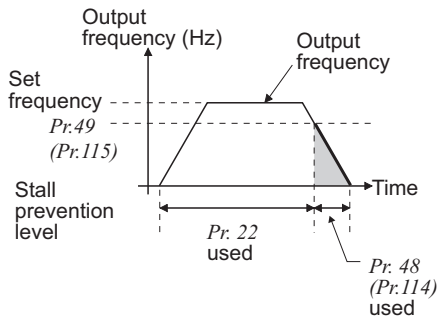 Output
frequency (Hz)
Output
frequency
Set
frequency
Pr.49
(Pr.115)
Time
Stall
prevention
level
Pr. 22
used
Pr. 48
(Pr.114)
used